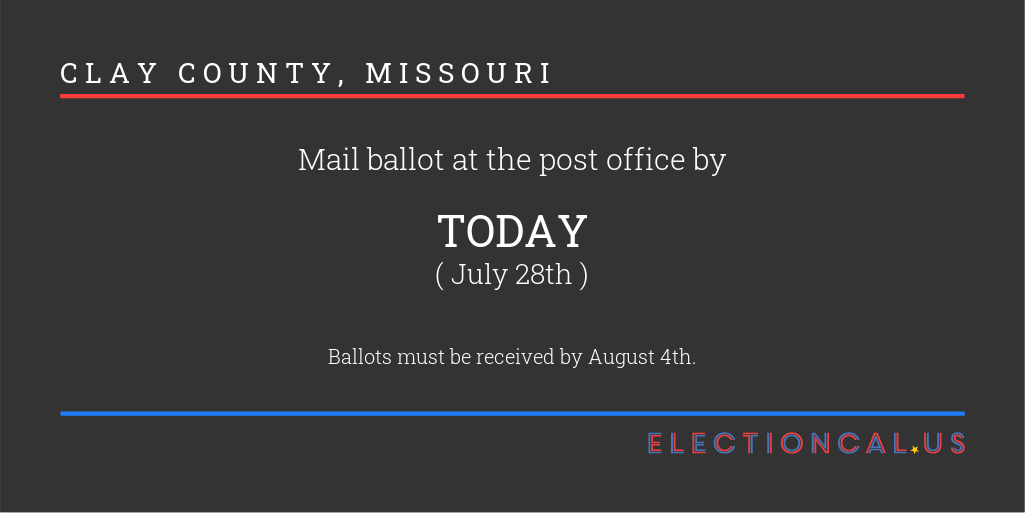 CLAY COUNTY, MISSOURI
Mail ballot at the post office by
TODAY
( July 28th )
Ballots must be received by August 4th.
ELECTIONCAL.US